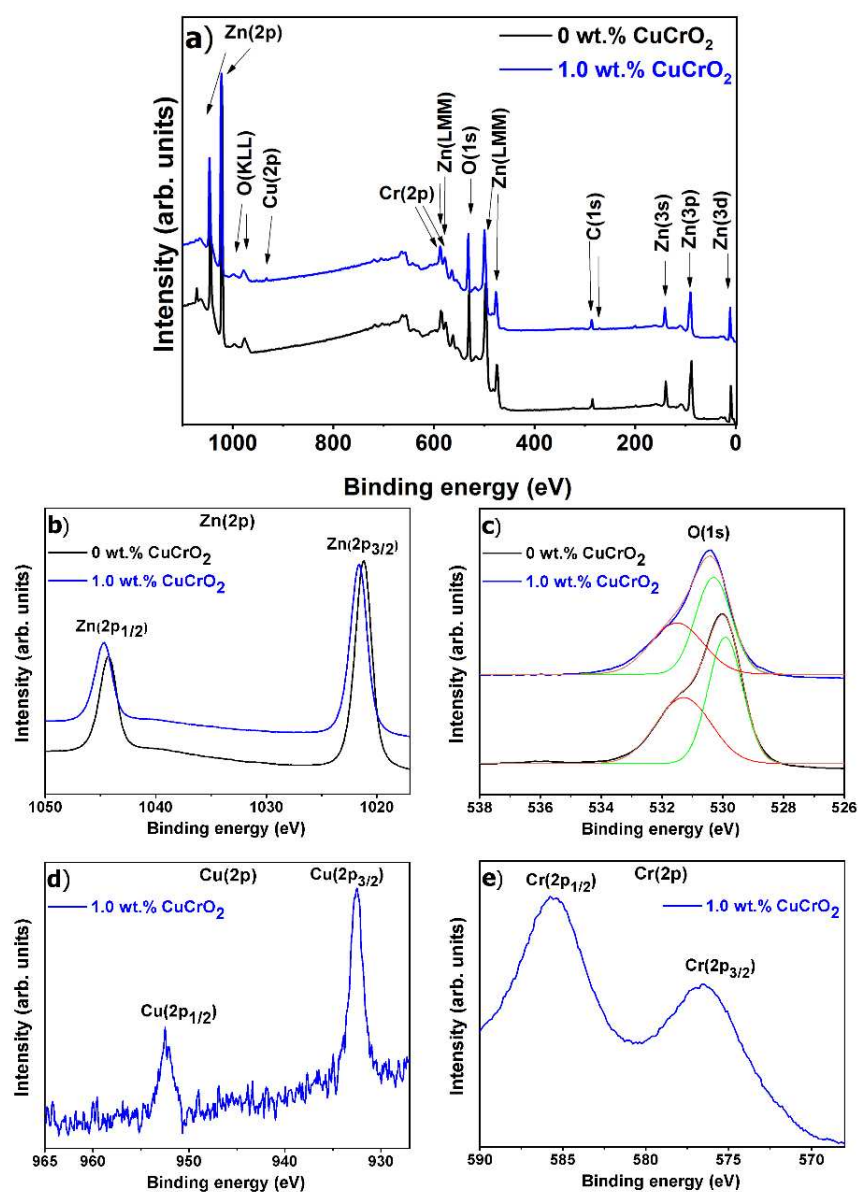 a)
0 wt.% CuCrO2
1.0 wt.% CuCrO2
Zn(2p)
O(KLL)
Cu(2p)
Cr(2p)
Zn(LMM)
O(1s)
Zn(LMM)
C(1s)
Zn(3s)
Zn(3p)
Zn(3d)
Intensity (arb. units)
1000 800 600 400 200 0
Binding energy (eV)
b) Zn(2p)
0 wt.% CuCrO2
1.0 wt.% CuCrO2
Zn(2p3/2)
Zn(2p1/2)
Intensity (arb. units)
1050 1040 1030 1020
Binding energy (eV)
c)
O(1s)
0 wt.% CuCrO2
1.0 wt.% CuCrO2
Intensity (arb. units)
538 536 534 532 530 528 526
Binding energy (eV)
d) Cu(2p) Cu(2p3/2)
1.0 wt.% CuCrO2
Cu(2p1/2)
Intensity (arb. units)
965 960 950 940 930
Binding energy (eV)
e) Cr(2p1/2) Cr(2p)
1.0 wt.% CuCrO2
Cr(2p3/2)
Intensity (arb. units)
590 585 580 575 570
Binding energy (eV)